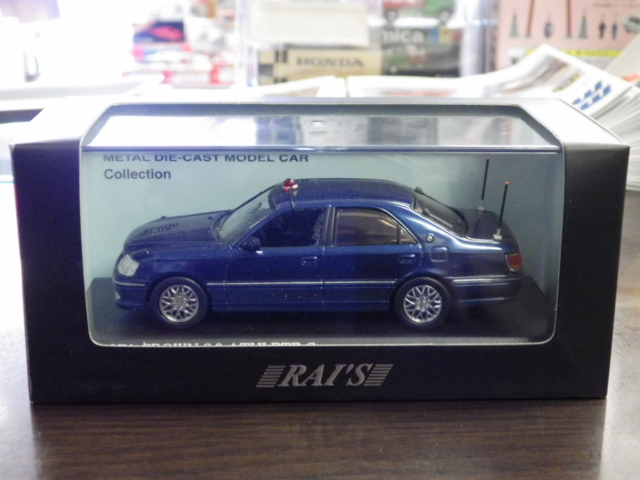 HONDA
METAL DIE-CAST MODEL CAR
Collection
RAI'S